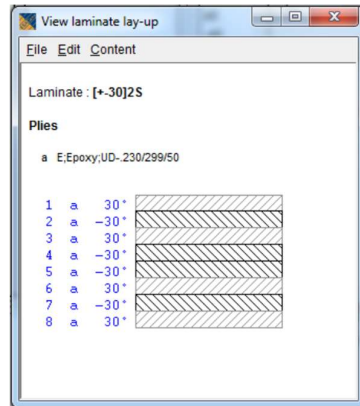 View laminate lay-up
File Edit Content
Laminate : [+-30]2S
Plies
a E;Epoxy;UD-.230/299/50
1 a 30°
2 a -30°
3 a 30°
4 a -30°
5 a -30°
6 a 30°
7 a -30°
8 a 30°